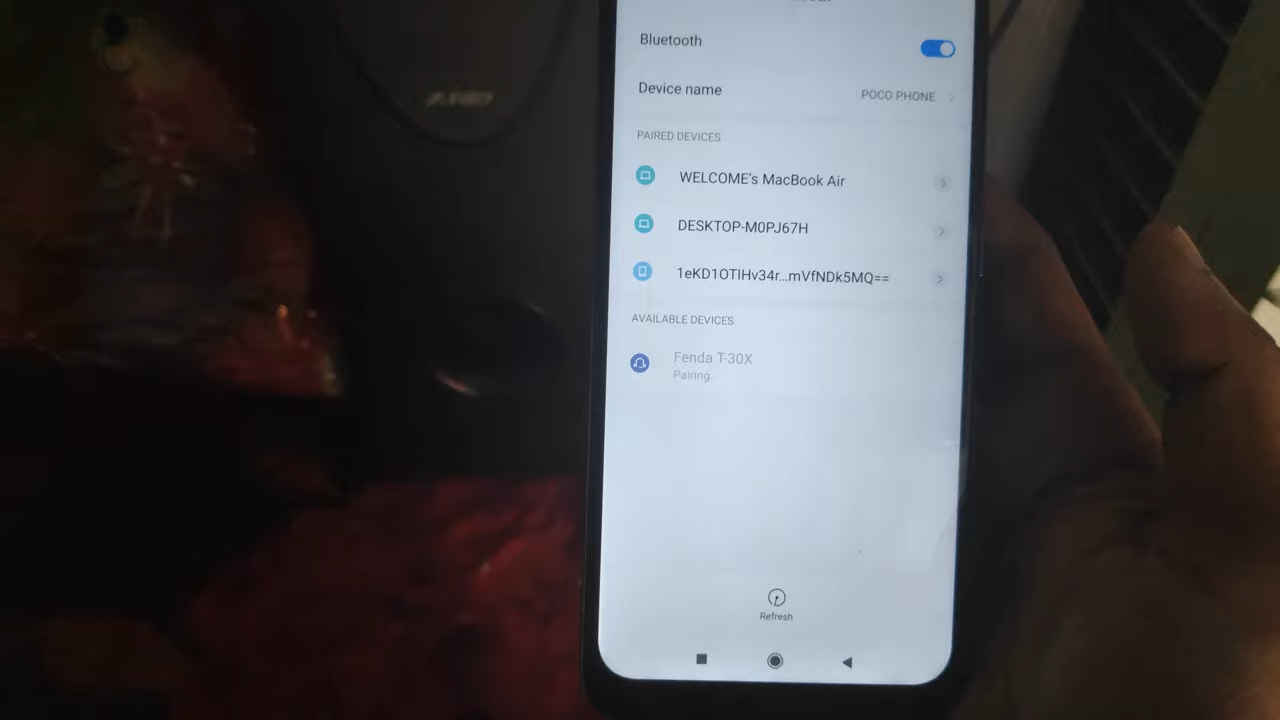 Bluetooth
Device name
POCO PHONE
PAIRED DEVICES
WELCOME's MacBook Air
DESKTOP-M0PJ67H
1eKD1OTIHv34r...mVfNDk5MQ==
AVAILABLE DEVICES
Fenda T-30X
Pairing
Refresh